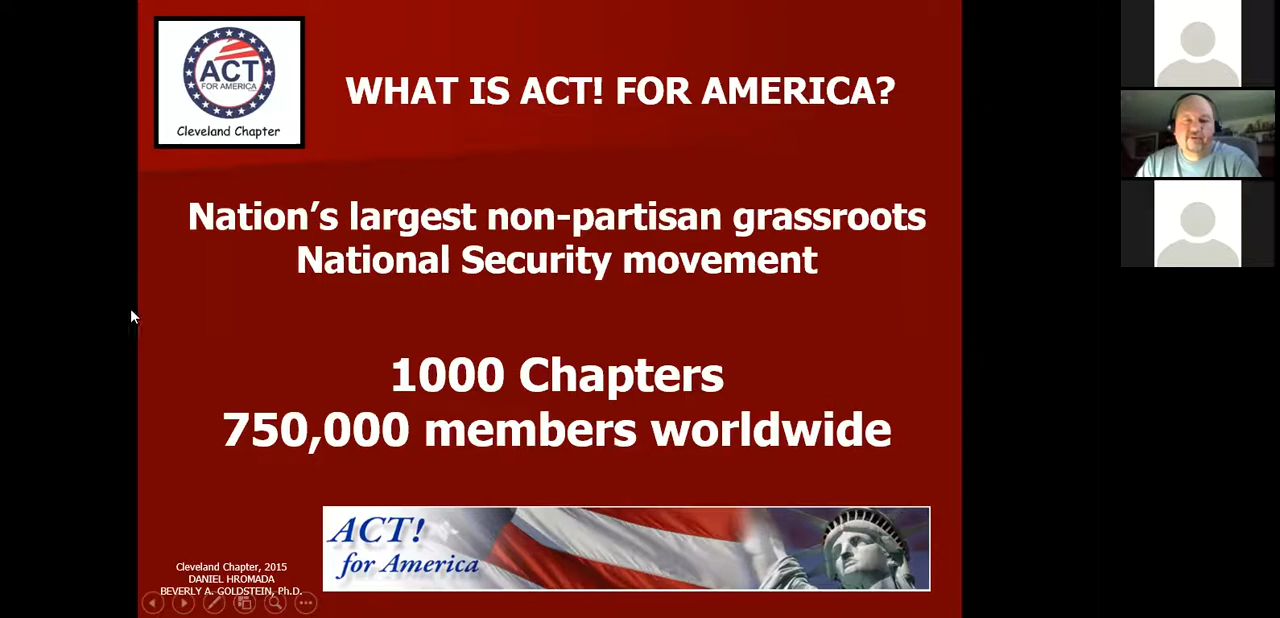 ACT
FOR AMERICA
Cleveland Chapter
WHAT IS ACT! FOR AMERICA?
Nation’s largest non-partisan grassroots
National Security movement
1000 Chapters
750,000 members worldwide
ACT!
for America
Cleveland Chapter, 2015
DANIEL HROMADA
BEVERLY A. GOLDSTEIN, Ph.D.